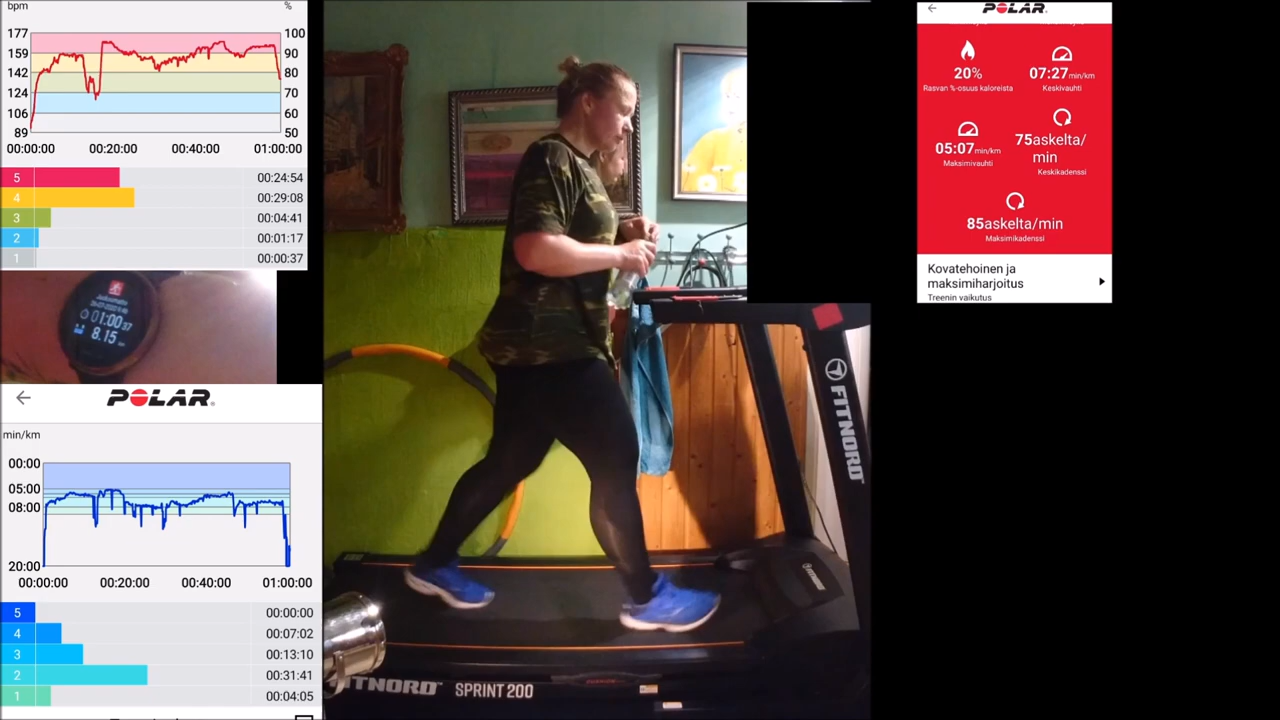 bpm %
177 100
159 90
142 80
124 70
106 60
89 50
00:00:00 00:20:00 00:40:00 01:00:00
5 00:24:54
4 00:29:08
3 00:04:41
2 00:01:17
1 00:00:37
01:00:37
8.15
POLAR
min/km
00:00
05:00
08:00
20:00
00:00:00 00:20:00 00:40:00 01:00:00
5 00:00:00
4 00:07:02
3 00:13:10
2 00:31:41
1 00:04:05
FITNORD
FITNORD SPRINT 200
POLAR
20%
Rasvan %-osuus kaloreista
07:27 min/km
Keskivauhti
05:07 min/km
Maksimivauhti
75askelta/
min
Keskikadenssi
85askelta/min
Maksimikadenssi
Kovatehoinen ja
maksimiharjoitus
Treenin vaikutus